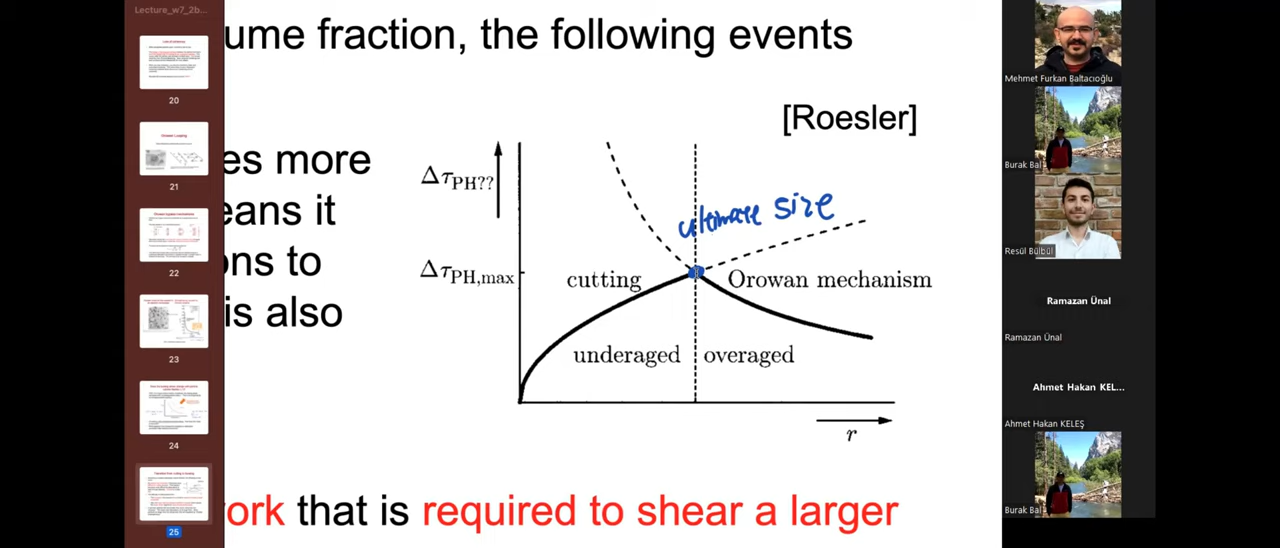 Lecture_w7_2b...
20
21
22
23
24
25
ume fraction, the following events
[Roesler]
es more
eans it
ons to
is also
ΔτPH??
ΔτPH,max
ultimate size
cutting
Orowan mechanism
underaged
overaged
r
ork that is required to shear a larger
Mehmet Furkan Baltacıoğlu
Burak Bal
Resül Bülbül
Ramazan Ünal
Ramazan Ünal
Ahmet Hakan KEL...
Ahmet Hakan KELEŞ
Burak Bal